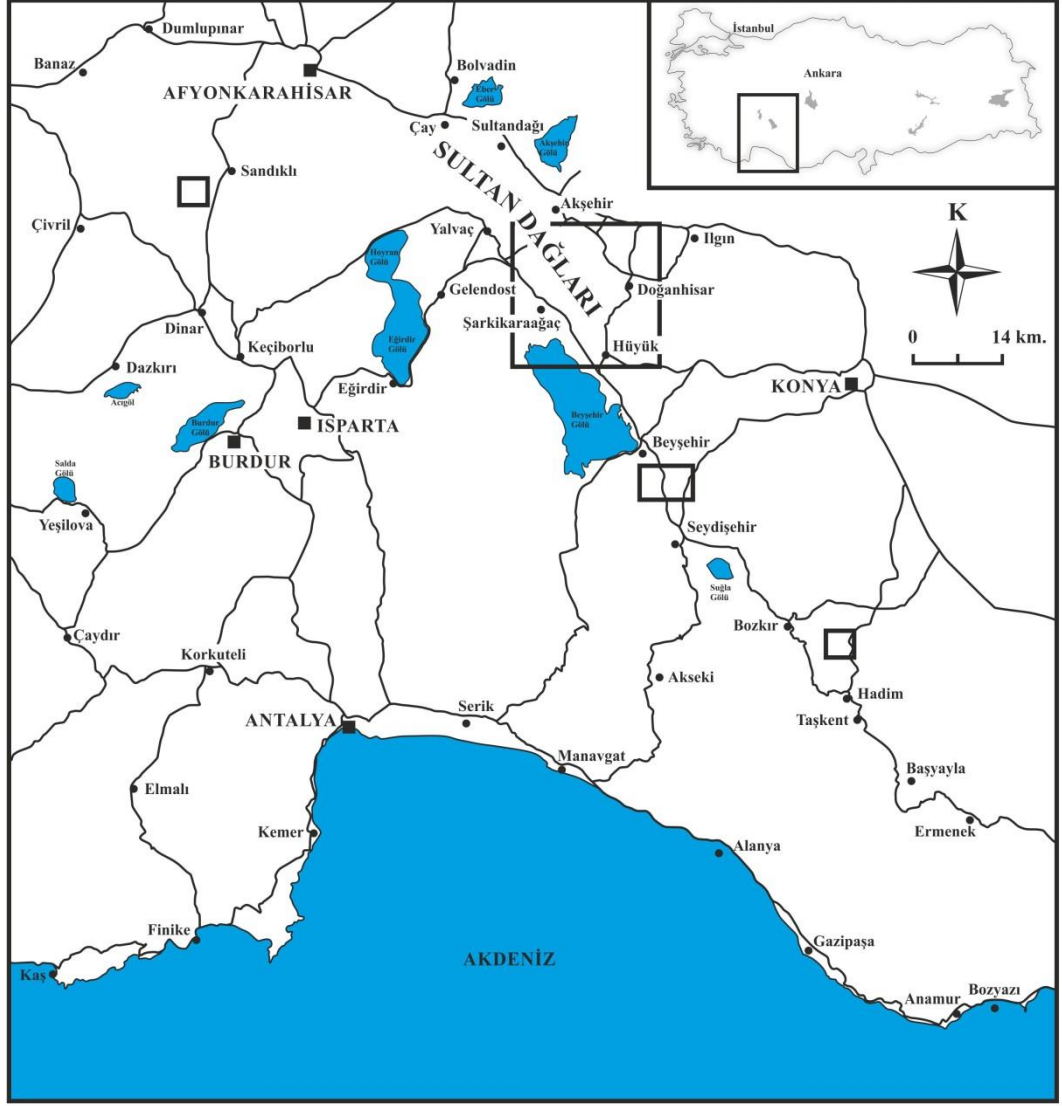 Dumlupınar
Banaz
AFYONKARAHİSAR
Bolvadin
Eber
Gölü
Çay
Sultandağı
Akşehir
Gölü
İstanbul
Ankara
SULTAN DAĞLARI
Sandıklı
Akşehir
K
Çivril
Yalvaç
Ilgın
Hoyran
Gölü
Gelendost
Doğanhisar
Şarkikaraağaç
Dinar
Eğirdir
Gölü
0 14 km.
Keçiborlu
Hüyük
Dazkırı
Eğirdir
KONYA
Acıgöl
Burdur
Gölü
ISPARTA
Beyşehir
Gölü
BURDUR
Beyşehir
Salda
Gölü
Yeşilova
Seydişehir
Suğla
Gölü
Çaydır
Bozkır
Korkuteli
Akseki
Hadim
ANTALYA
Serik
Taşkent
Manavgat
Başyayla
Elmalı
Ermenek
Kemer
Alanya
Finike
Gazipaşa
AKDENİZ
Kaş
Anamur
Bozyazı